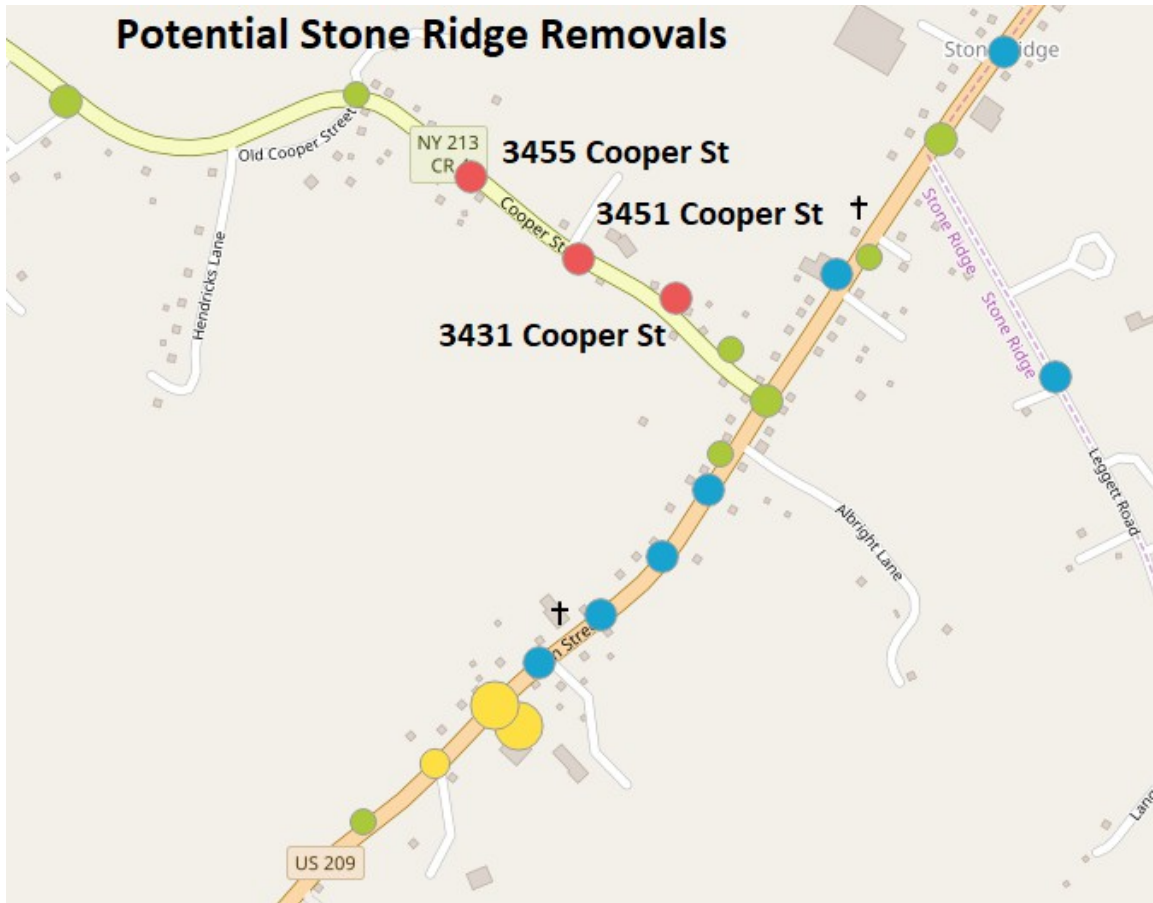 Potential Stone Ridge Removals
Stone Ridge
Old Cooper Street
NY 213
CR
3455 Cooper St
Cooper St
3451 Cooper St
Hendricks Lane
3431 Cooper St
Stone Ridge
Stone Ridge
Leggett Road
Albright Lane
US 209